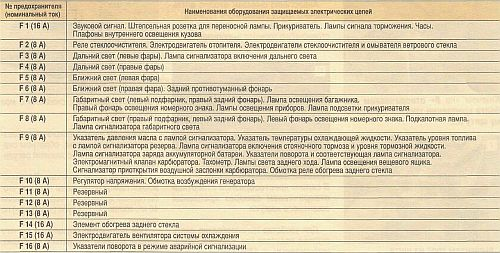 № предохранителя
(номинальный ток)
Наименования оборудования защищаемых электрических цепей
F 1 (16 А)
Звуковой сигнал. Штепсельная розетка для переносной лампы. Прикуриватель. Лампы сигнала торможения. Часы.
Плафоны внутреннего освещения кузова
F 2 (8 А)
Реле стеклоочистителя. Электродвигатель отопителя. Электродвигатели стеклоочистителя и омывателя ветрового стекла
F 3 (8 А)
Дальний свет (левые фары). Лампа сигнализатора включения дальнего света
F 4 (8 А)
Дальний свет (правые фары)
F 5 (8 А)
Ближний свет (левая фара)
F 6 (8 А)
Ближний свет (правая фара). Задний противотуманный фонарь
F 7 (8 А)
Габаритный свет (левый подфарник, правый задний фонарь). Лампы освещения багажника.
Правый фонарь освещения номерного знака. Лампы освещения приборов. Лампа подсветки прикуривателя
F 8 (8 А)
Габаритный свет (правый подфарник, левый задний фонарь). Левый фонарь освещения номерного знака. Подкапотная лампа.
Лампа сигнализатора габаритного света
F 9 (8 А)
Указатель давления масла с лампой сигнализатора. Указатель температуры охлаждающей жидкости. Указатель уровня топлива
с лампой сигнализатора резерва. Лампа сигнализатора включения стояночного тормоза и уровня тормозной жидкости.
Лампа сигнализатора заряда аккумуляторной батареи. Указатели поворота и соответствующая лампа сигнализатора.
Электромагнитный клапан карбюратора. Тахометр. Лампы света заднего хода. Лампа освещения вещевого ящика.
Сигнализатор приоткрытия воздушной заслонки карбюратора. Обмотка реле обогрева заднего стекла
F 10 (8 А)
Регулятор напряжения. Обмотка возбуждения генератора
F 11 (8 А)
Резервный
F 12 (8 А)
Резервный
F 13 (8 А)
Резервный
F 14 (16 А)
Элемент обогрева заднего стекла
F 15 (16 А)
Электродвигатель вентилятора системы охлаждения
F 16 (8 А)
Указатели поворота в режиме аварийной сигнализации